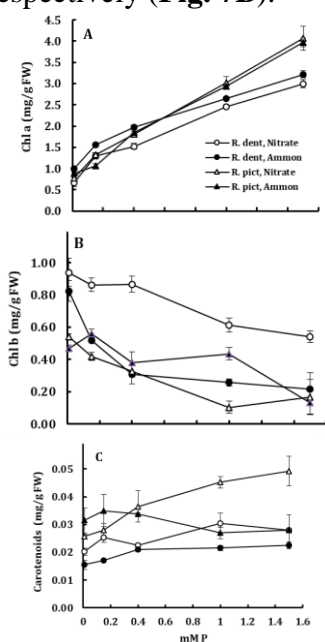 espectively (Fig. 7B).
A
Chl a (mg/gFW)
4.5
4.0
3.5
3.0
2.5
2.0
1.5
1.0
0.5
0.0
R. dent, Nitrate
R. dent, Ammon
R. pict, Nitrate
R. pict, Ammon
B
Chl b (mg/gFW)
1.00
0.80
0.60
0.40
0.20
0.00
C
Carotenoids (mg/gFW)
0.05
0.04
0.03
0.02
0.01
0.00
0 0.2 0.4 0.6 0.8 1 1.2 1.4 1.6
mM P